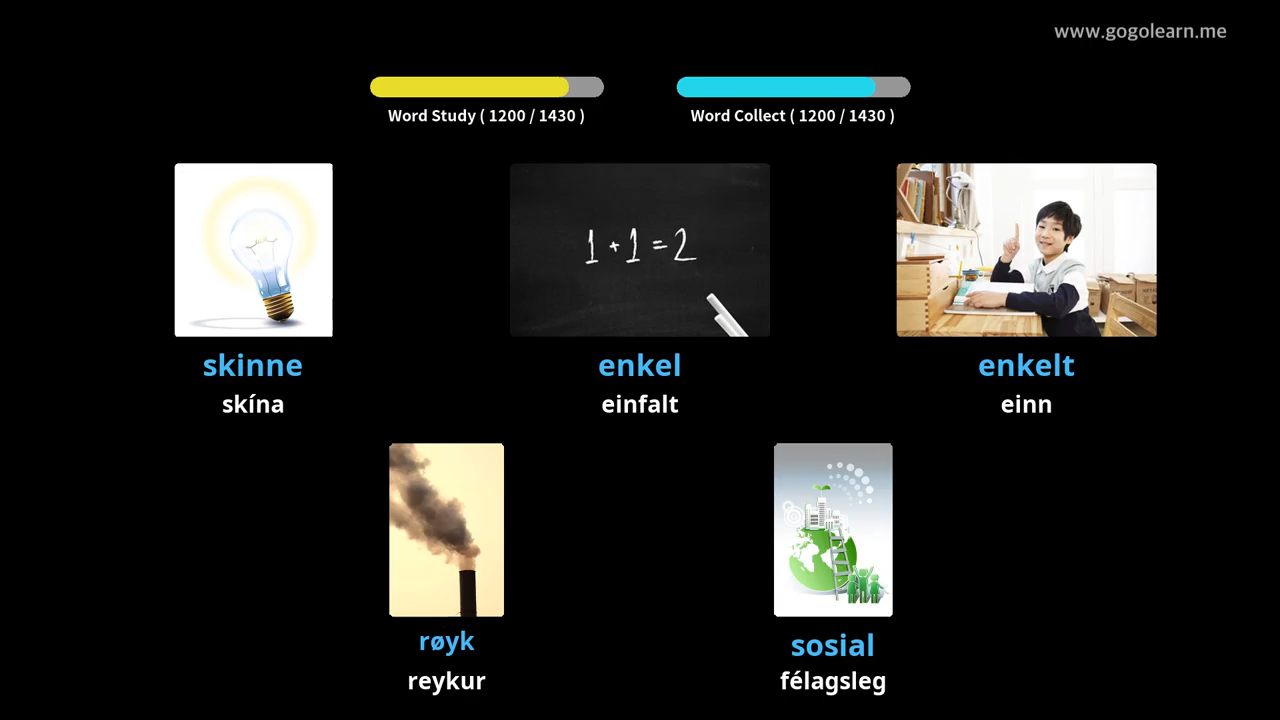 www.gogolearn.me
Word Study ( 1200 / 1430 )
Word Collect ( 1200 / 1430 )
1 + 1 = 2
skinne
skína
enkel
einfalt
enkelt
einn
røyk
reykur
sosial
félagsleg